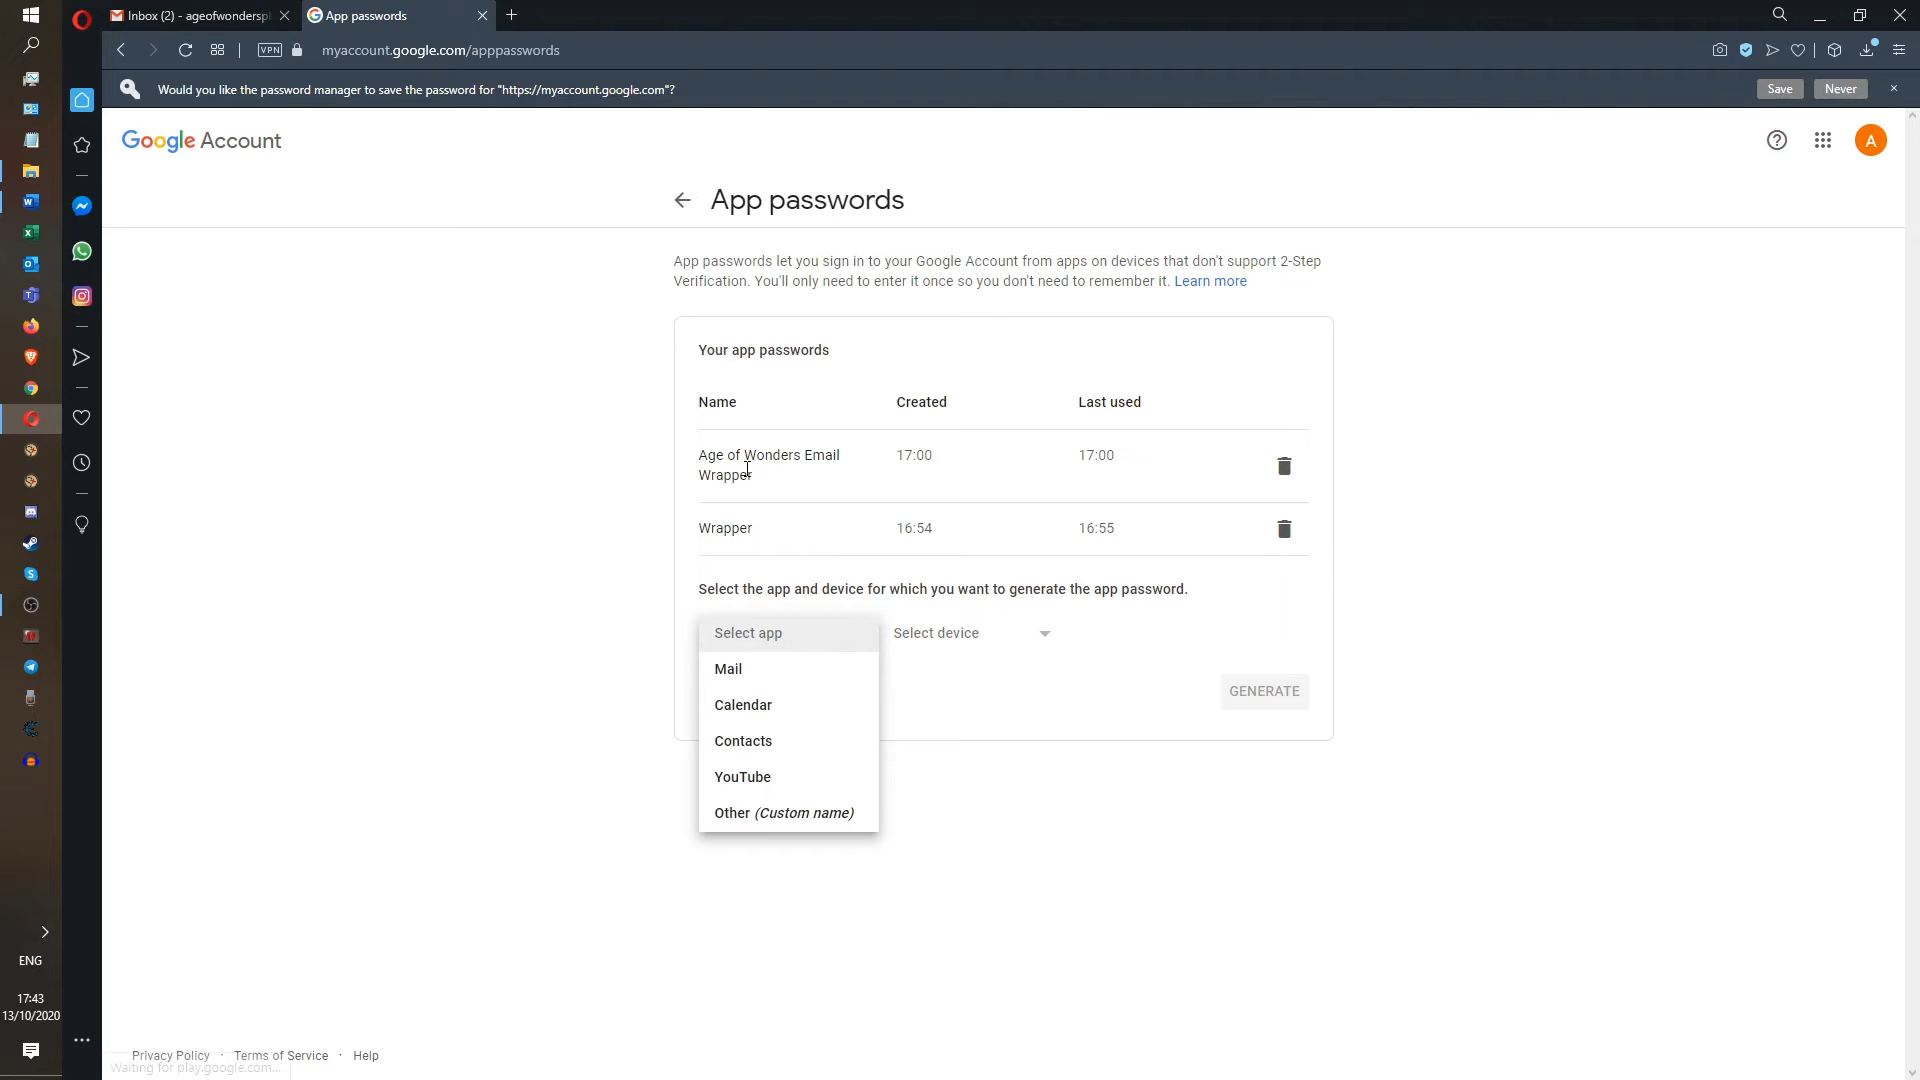 Inbox (2) - ageofwondersp
App passwords
VPN
myaccount.google.com/apppasswords
Would you like the password manager to save the password for "https://myaccount.google.com"?
Save
Never
Google Account
A
App passwords
App passwords let you sign in to your Google Account from apps on devices that don't support 2-Step
Verification. You'll only need to enter it once so you don't need to remember it. Learn more
Your app passwords
Name Created Last used
Age of Wonders Email
Wrapper
17:00 17:00
Wrapper 16:54 16:55
Select the app and device for which you want to generate the app password.
Select app
Select device
Mail
Calendar
Contacts
YouTube
Other (Custom name)
GENERATE
ENG
17:43
13/10/2020
Privacy Policy · Terms of Service · Help
Waiting for play.google.com...